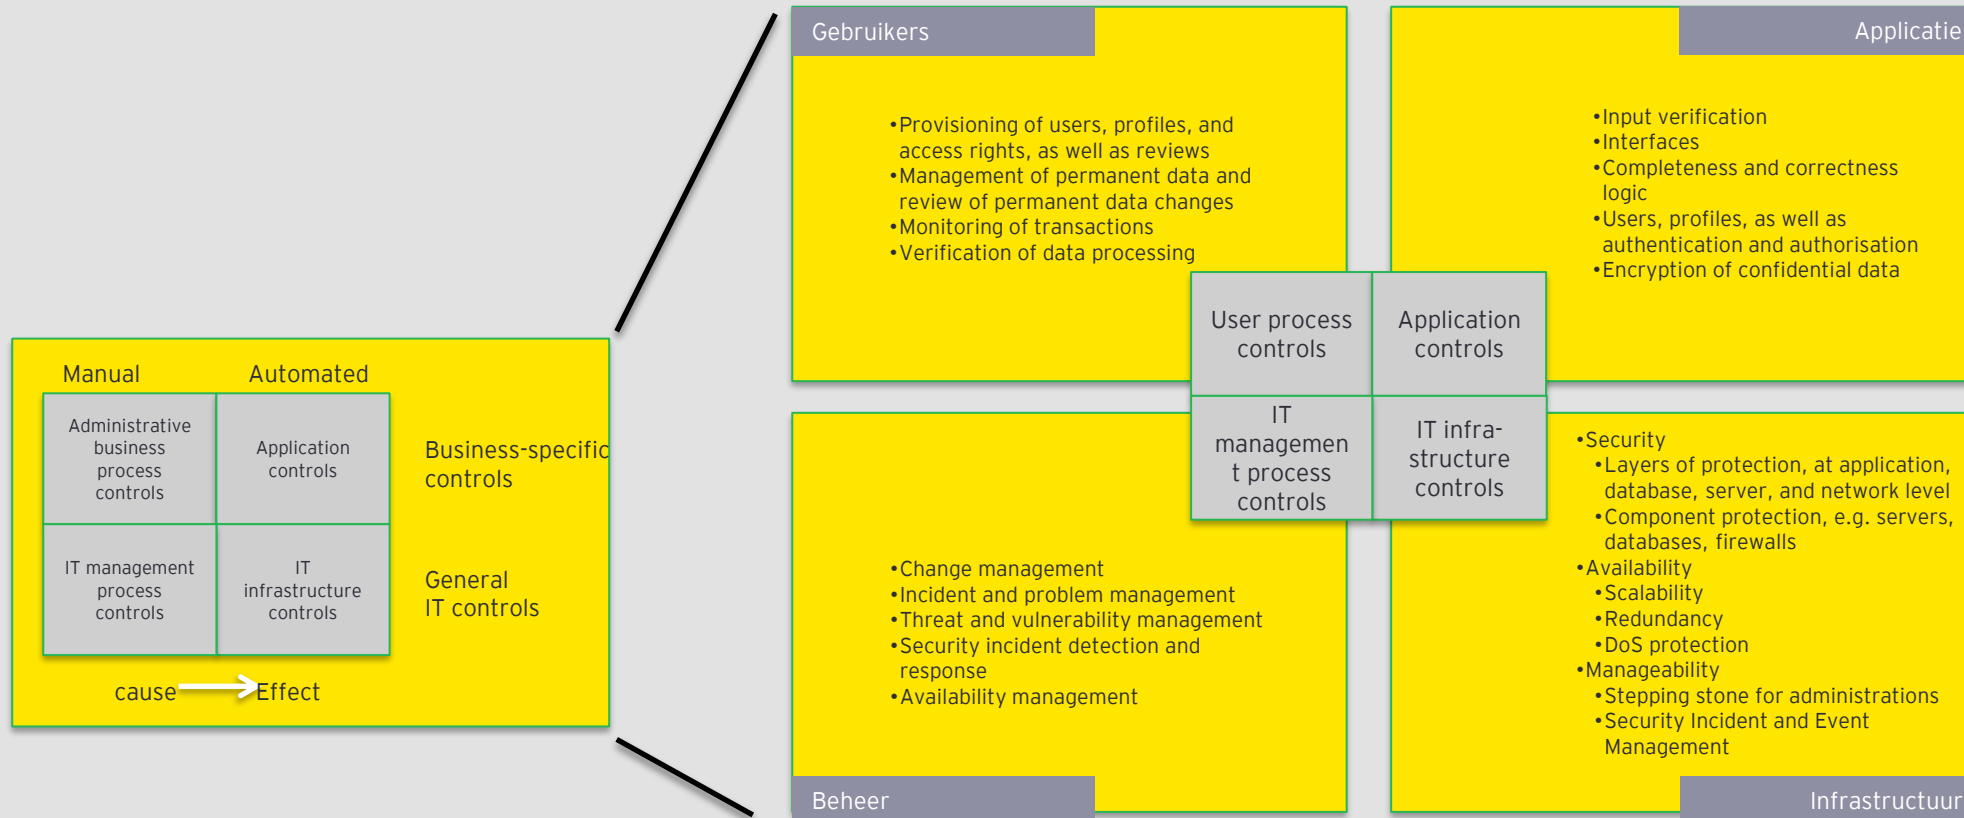 Manual Automated
Administrative
business
process
controls
Application
controls
Business-specific
controls
IT management
process
controls
IT
infrastructure
controls
General
IT controls
cause Effect
Gebruikers
•Provisioning of users, profiles, and
access rights, as well as reviews
•Management of permanent data and
review of permanent data changes
•Monitoring of transactions
•Verification of data processing
Applicatie
•Input verification
•Interfaces
•Completeness and correctness
logic
•Users, profiles, as well as
authentication and authorisation
•Encryption of confidential data
User process
controls
Application
controls
IT
managemen
t process
controls
IT infra-
structure
controls
•Change management
•Incident and problem management
•Threat and vulnerability management
•Security incident detection and
response
•Availability management
Beheer
•Security
•Layers of protection, at application,
database, server, and network level
•Component protection, e.g. servers,
databases, firewalls
•Availability
•Scalability
•Redundancy
•DoS protection
•Manageability
•Stepping stone for administrations
•Security Incident and Event
Management
Infrastructuur